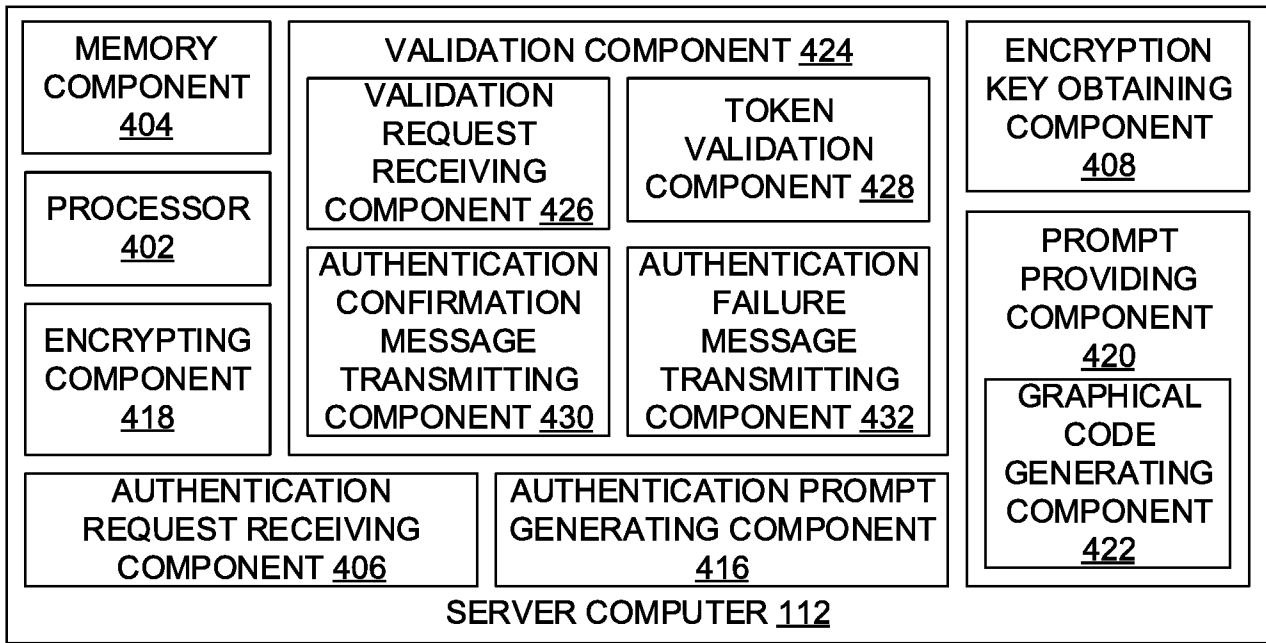 MEMORY
COMPONENT
404
PROCESSOR
402
ENCRYPTING
COMPONENT
418
VALIDATION COMPONENT 424
VALIDATION
REQUEST
RECEIVING
COMPONENT 426
TOKEN
VALIDATION
COMPONENT 428
AUTHENTICATION
CONFIRMATION
MESSAGE
TRANSMITTING
COMPONENT 430
AUTHENTICATION
FAILURE
MESSAGE
TRANSMITTING
COMPONENT 432
ENCRYPTION
KEY OBTAINING
COMPONENT
408
PROMPT
PROVIDING
COMPONENT
420
GRAPHICAL
CODE
GENERATING
COMPONENT
422
AUTHENTICATION
REQUEST RECEIVING
COMPONENT 406
AUTHENTICATION PROMPT
GENERATING COMPONENT
416
SERVER COMPUTER 112